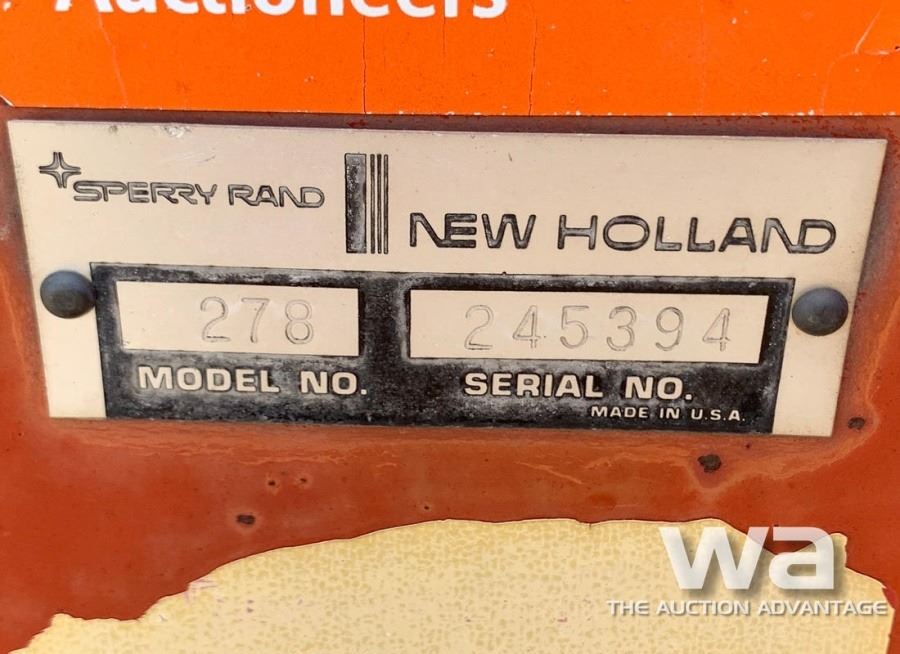 Auctioneers
SPERRY RAND
NEW HOLLAND
278
245394
MODEL NO.
SERIAL NO.
MADE IN U.S.A.
wa
THE AUCTION ADVANTAGE